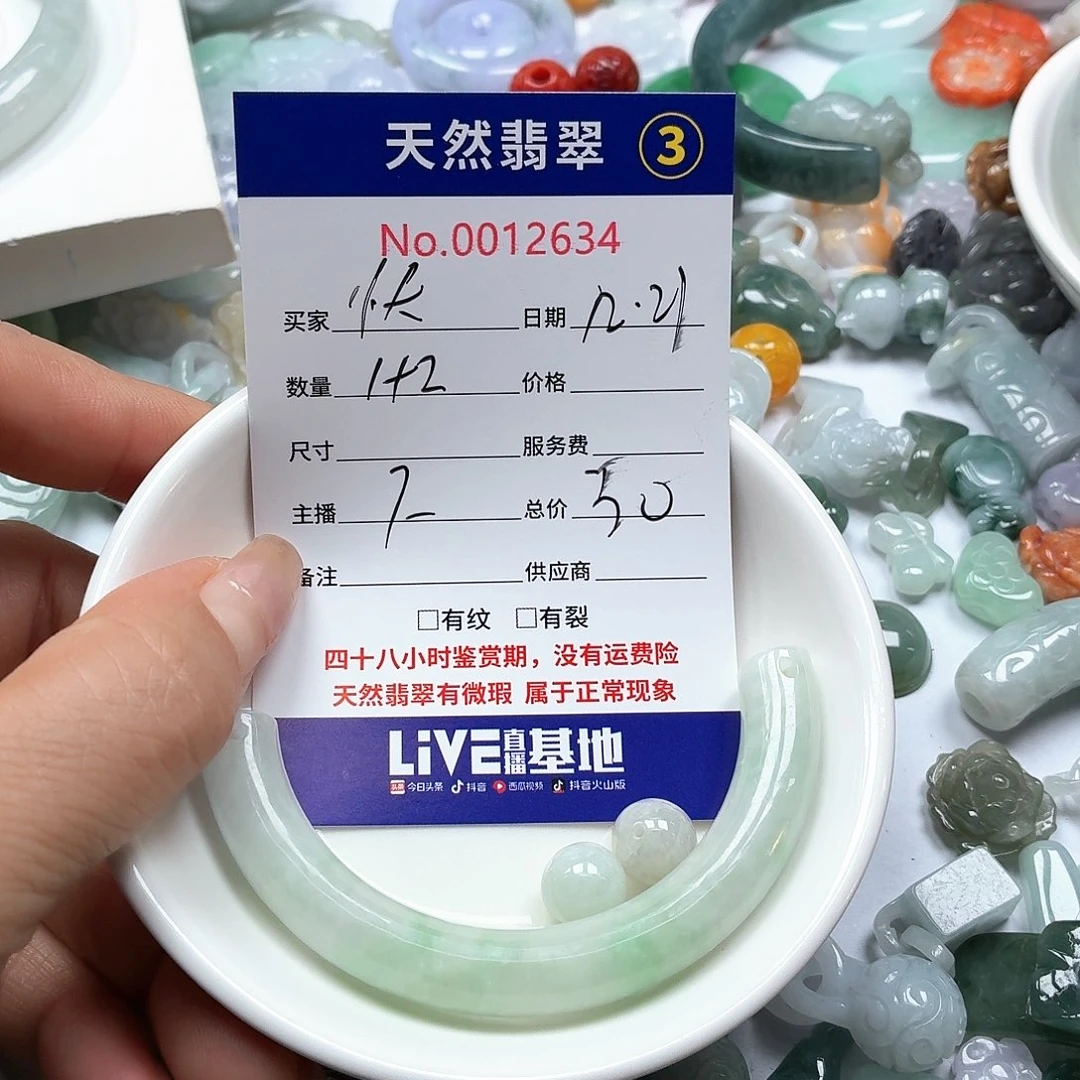 天然翡翠 ③
No.0012634
买家 快 日期 12.21
数量 1+2 价格
尺寸 服务费
主播 总价 50
备注 供应商
□有纹 □有裂
四十八小时鉴赏期，没有运费险
天然翡翠有微瑕 属于正常现象
LiVE直播基地
头条 今日头条 抖音 西瓜视频 抖音火山版